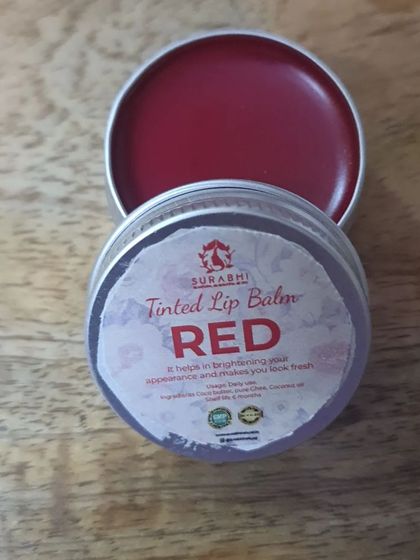 SURABHI
Tinted Lip Balm
RED
It helps in brightening your
appearance and makes you look fresh
Usage: Daily use.
Ingredients Coco butter, pure Ghee, Coconut oil
Shelf life 6 months
GMP